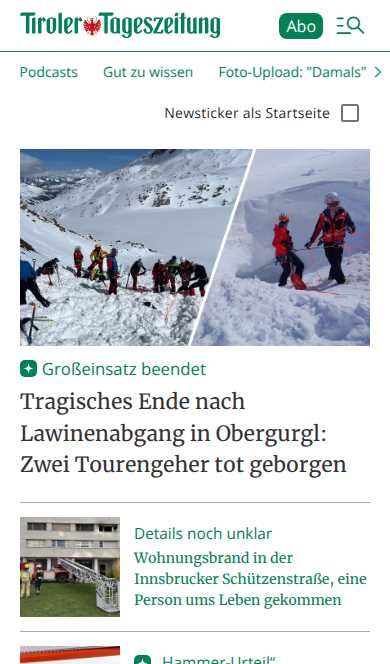 Tiroler Tageszeitung
Abo
Podcasts Gut zu wissen Foto-Upload: "Damals"
Newsticker als Startseite
Großeinsatz beendet
Tragisches Ende nach
Lawinenabgang in Obergurgl:
Zwei Tourengeher tot geborgen
Details noch unklar
Wohnungsbrand in der
Innsbrucker Schützenstraße, eine
Person ums Leben gekommen
„Hammer-Urteil“